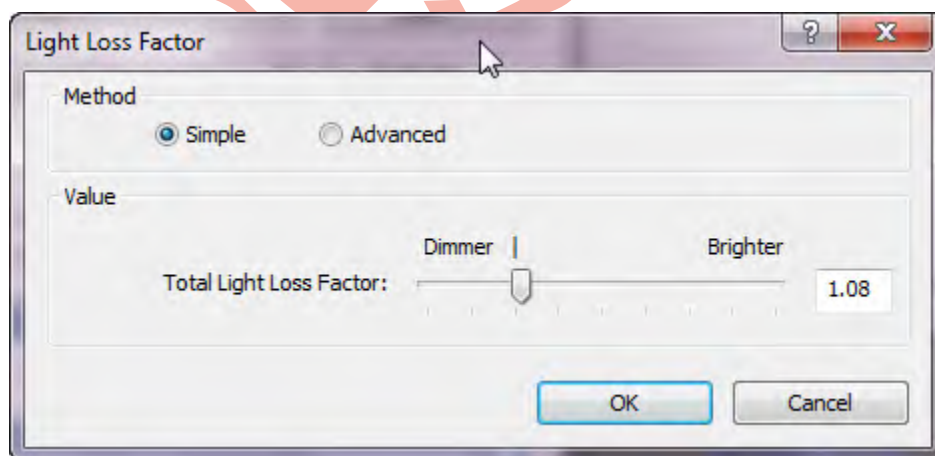 Light Loss Factor
Method
Simple Advanced
Value
Dimmer | Brighter
Total Light Loss Factor: 1.08
OK Cancel